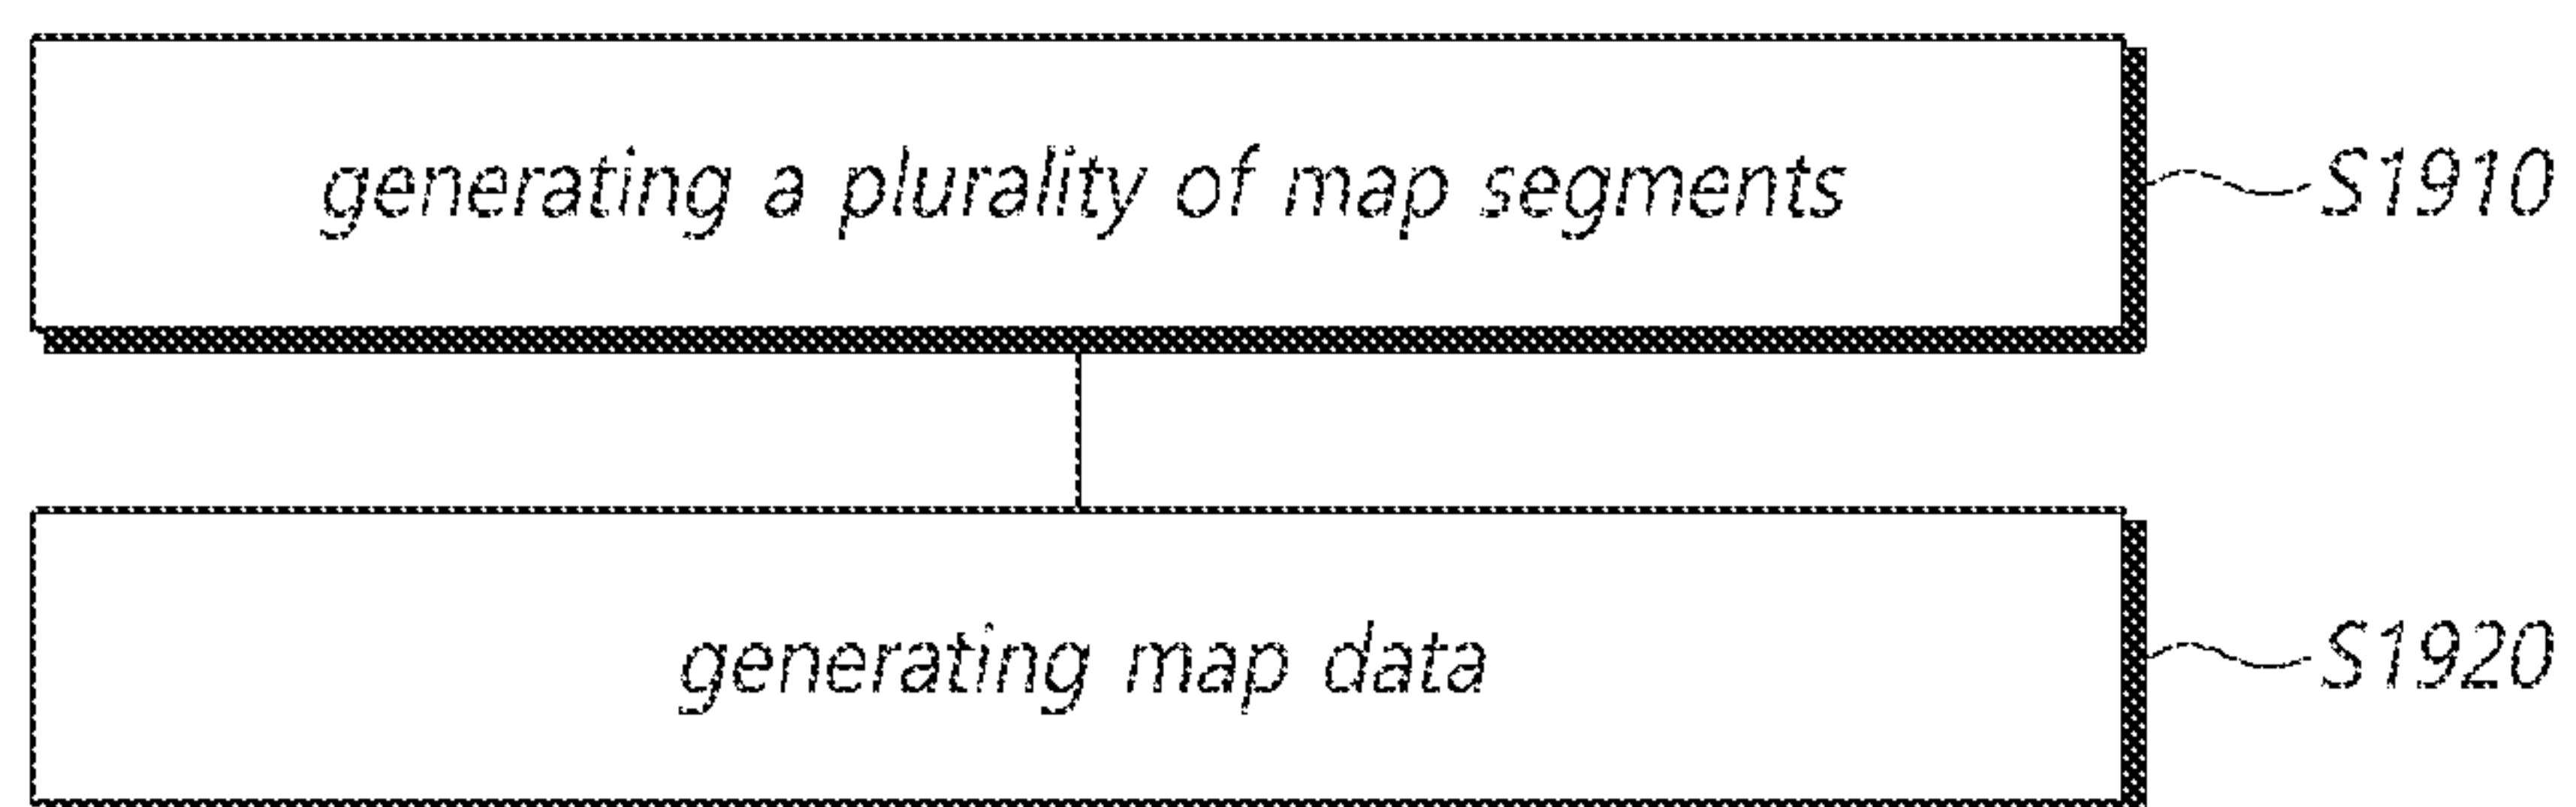 generating a plurality of map segments S1910
generating map data S1920